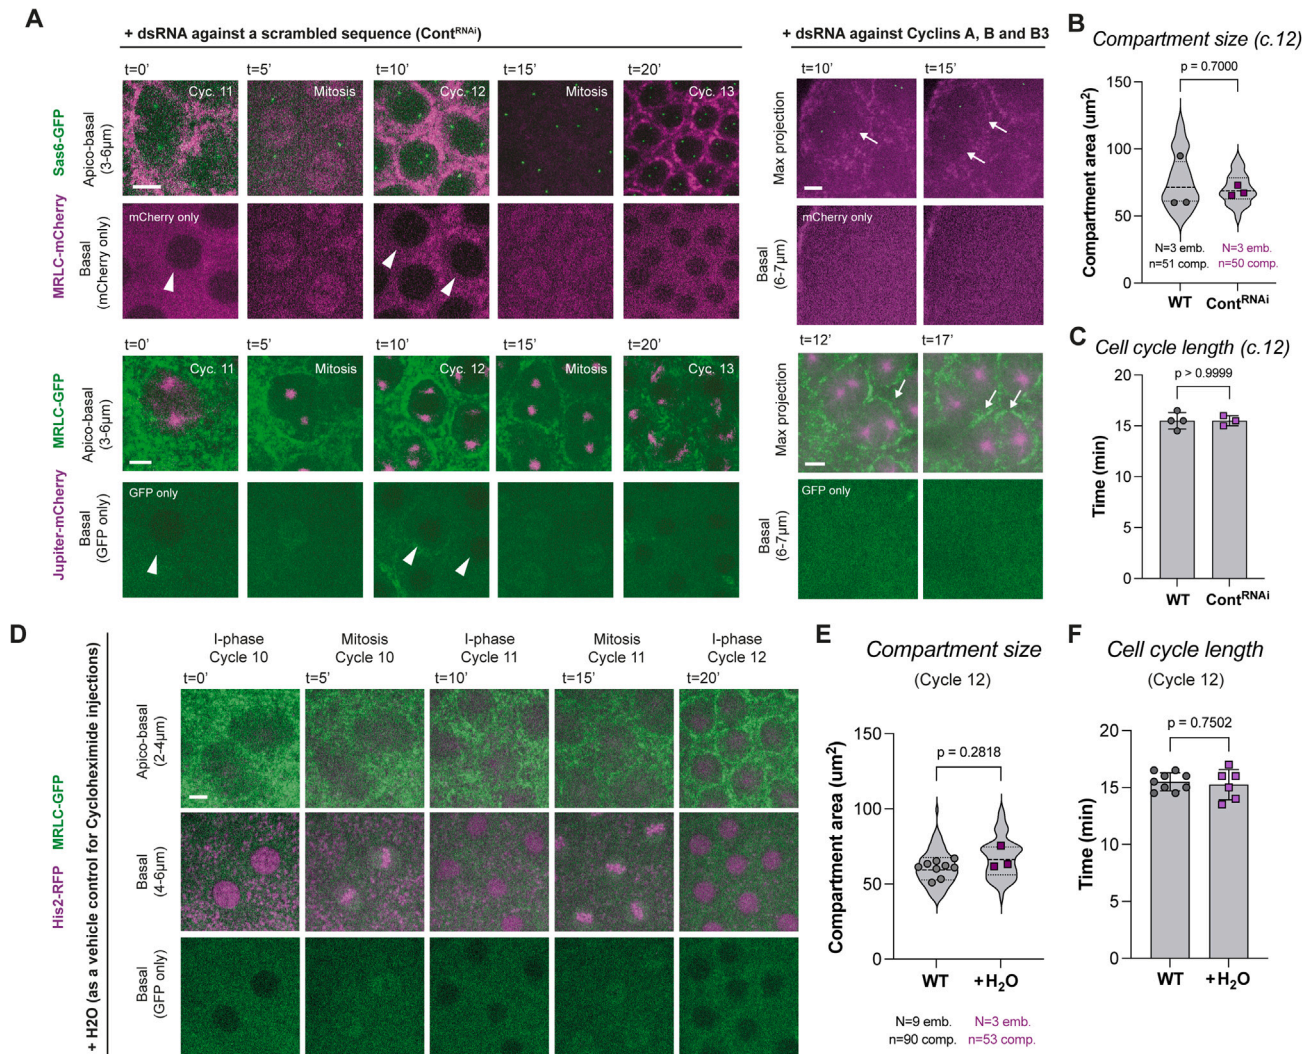 A
+ dsRNA against a scrambled sequence (Cont^RNAi)
t=0'
t=5'
t=10'
t=15'
t=20'
MRLC-mCherry Sas6-GFP
Apico-basal
(3-6μm)
Cyc. 11
Mitosis
Cyc. 12
Mitosis
Cyc. 13
Basal
(mCherry only)
mCherry only
t=0'
t=5'
t=10'
t=15'
t=20'
Jupiter-mCherry MRLC-GFP
Apico-basal
(3-6μm)
Cyc. 11
Mitosis
Cyc. 12
Mitosis
Cyc. 13
Basal
(GFP only)
GFP only
+ dsRNA against Cyclins A, B and B3
t=10'
t=15'
Max projection
Basal
(6-7μm)
mCherry only
t=12'
t=17'
Max projection
Basal
(6-7μm)
GFP only
B
Compartment size (c.12)
p = 0.7000
Compartment area (um²)
150
100
50
0
N=3 emb.
n=51 comp.
N=3 emb.
n=50 comp.
WT
Cont^RNAi
C
Cell cycle length (c.12)
p > 0.9999
Time (min)
20
15
10
5
0
WT
Cont^RNAi
D
+ H2O (as a vehicle control for Cycloheximide injections)
His2-RFP MRLC-GFP
I-phase
Cycle 10
Mitosis
Cycle 10
I-phase
Cycle 11
Mitosis
Cycle 11
I-phase
Cycle 12
t=0'
t=5'
t=10'
t=15'
t=20'
Apico-basal
(2-4μm)
Basal
(4-6μm)
Basal
(GFP only)
E
Compartment size
(Cycle 12)
p = 0.2818
Compartment area (um²)
150
100
50
0
WT
+H₂O
N=9 emb.
n=90 comp.
N=3 emb.
n=53 comp.
F
Cell cycle length
(Cycle 12)
p = 0.7502
Time (min)
20
15
10
5
0
WT
+H₂O